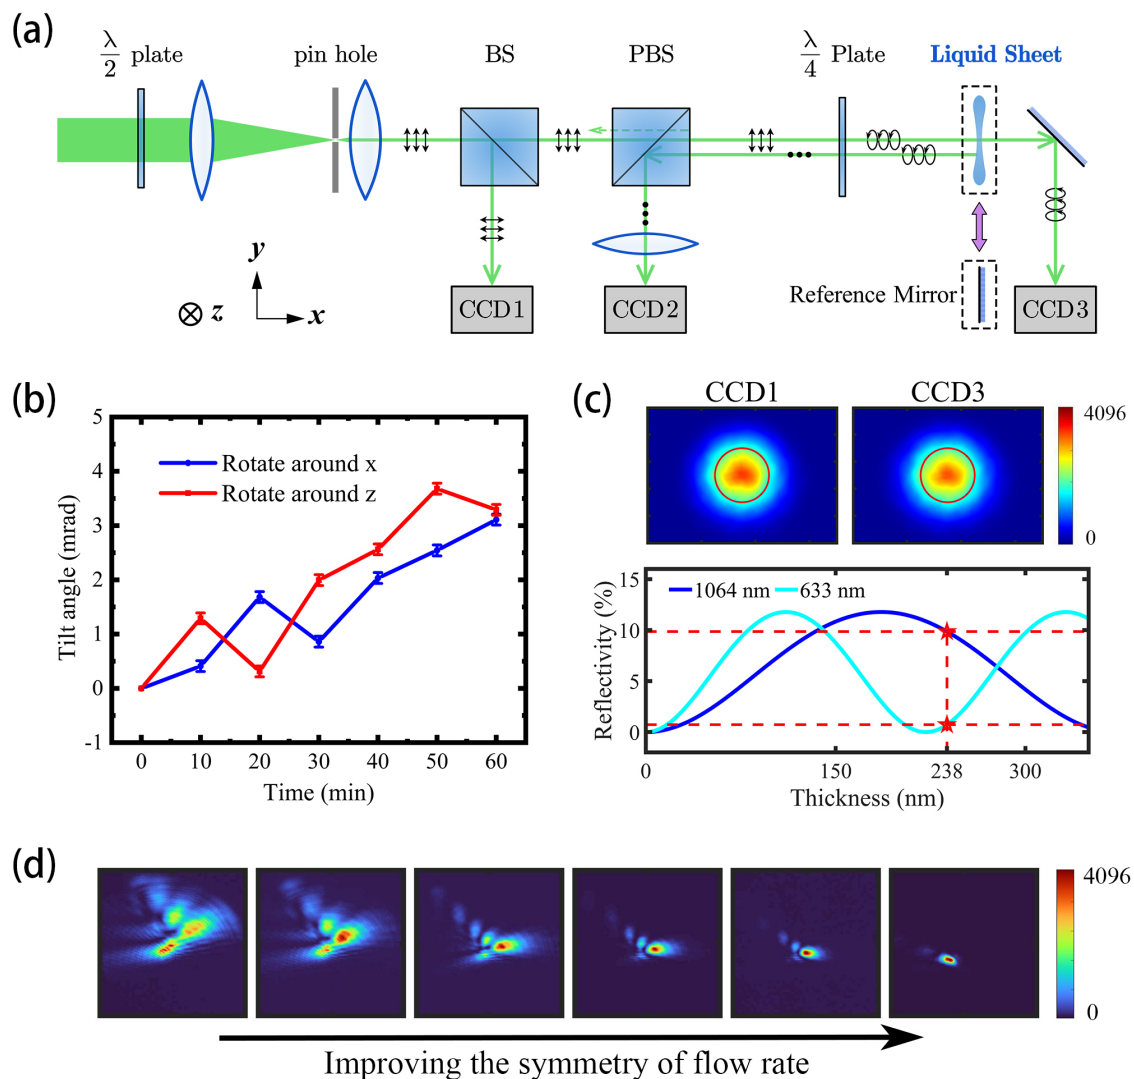 (a)
λ/2 plate
pin hole
BS
PBS
λ/4 Plate
Liquid Sheet
y
z
x
CCD1
CCD2
Reference Mirror
CCD3
(b)
Tilt angle (mrad)
5
4
3
2
1
0
-1
Rotate around x
Rotate around z
0 10 20 30 40 50 60
Time (min)
(c)
CCD1
CCD3
4096
0
Reflectivity (%)
15
10
5
0
1064 nm
633 nm
0 150 238 300
Thickness (nm)
(d)
4096
0
Improving the symmetry of flow rate